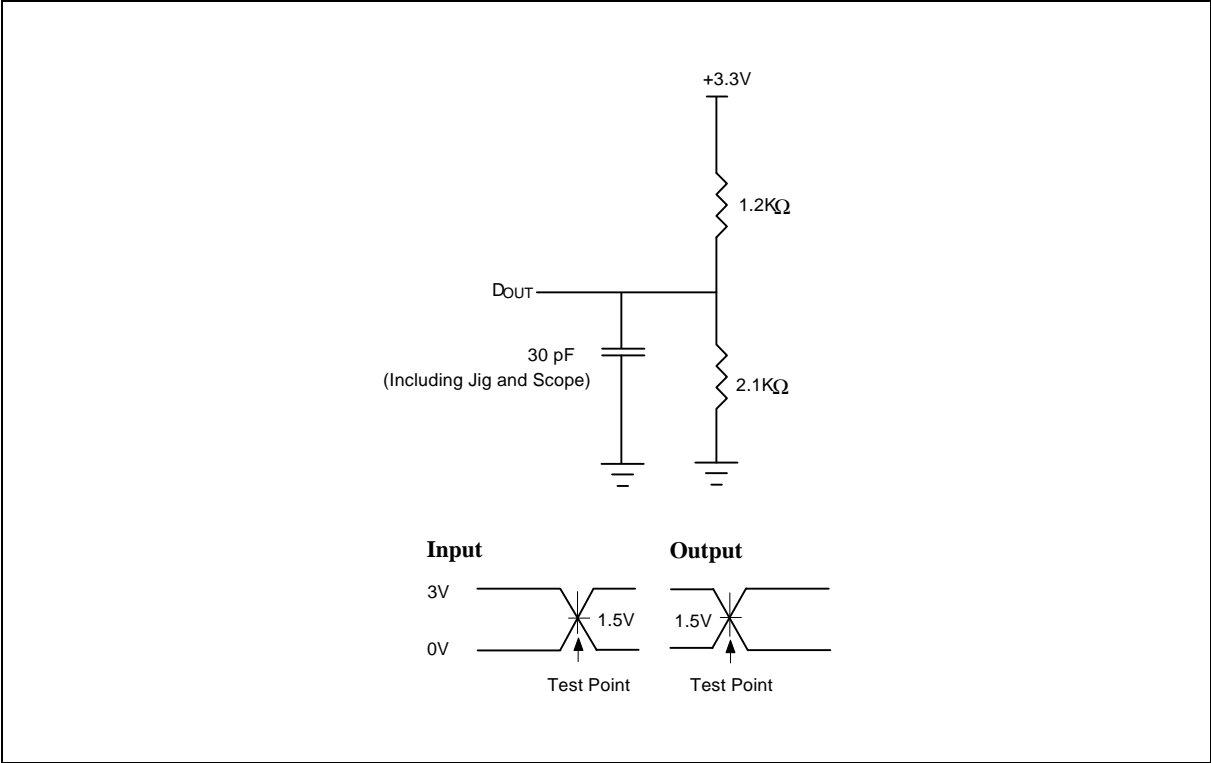 +3.3V
1.2KΩ
DOUT
30 pF
(Including Jig and Scope)
2.1KΩ
Input
Output
3V
1.5V
1.5V
0V
Test Point
Test Point